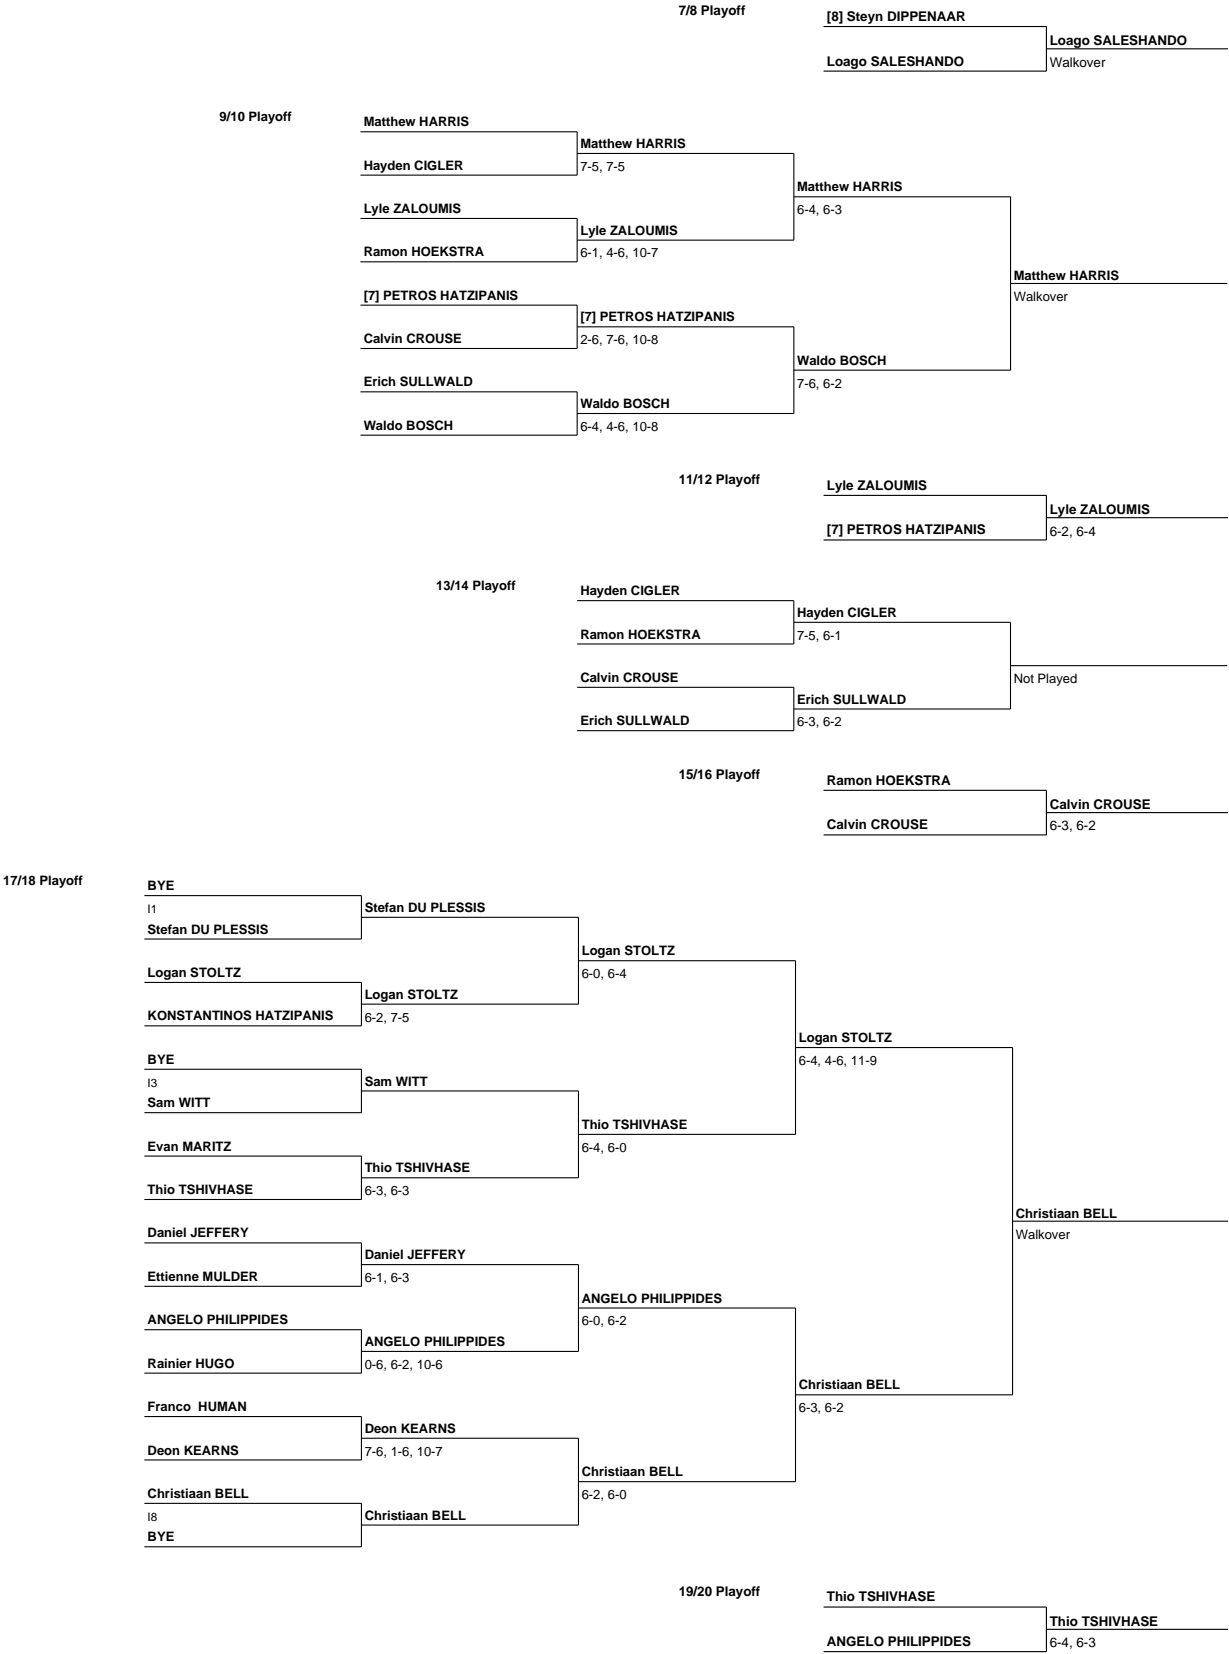 7/8 Playoff
[8] Steyn DIPPENAAR
Loago SALESHANDO
Loago SALESHANDO
Walkover
9/10 Playoff
Matthew HARRIS
Matthew HARRIS
Hayden CIGLER
7-5, 7-5
Matthew HARRIS
Lyle ZALOUMIS
6-4, 6-3
Lyle ZALOUMIS
Ramon HOEKSTRA
6-1, 4-6, 10-7
Matthew HARRIS
[7] PETROS HATZIPANIS
Walkover
[7] PETROS HATZIPANIS
Calvin CROUSE
2-6, 7-6, 10-8
Waldo BOSCH
Erich SULLWALD
7-6, 6-2
Waldo BOSCH
Waldo BOSCH
6-4, 4-6, 10-8
11/12 Playoff
Lyle ZALOUMIS
Lyle ZALOUMIS
[7] PETROS HATZIPANIS
6-2, 6-4
13/14 Playoff
Hayden CIGLER
Hayden CIGLER
Ramon HOEKSTRA
7-5, 6-1
Calvin CROUSE
Not Played
Erich SULLWALD
Erich SULLWALD
6-3, 6-2
15/16 Playoff
Ramon HOEKSTRA
Calvin CROUSE
Calvin CROUSE
6-3, 6-2
17/18 Playoff
BYE
I1
Stefan DU PLESSIS
Stefan DU PLESSIS
Logan STOLTZ
Logan STOLTZ
6-0, 6-4
Logan STOLTZ
KONSTANTINOS HATZIPANIS
6-2, 7-5
Logan STOLTZ
BYE
6-4, 4-6, 11-9
I3
Sam WITT
Sam WITT
Thio TSHIVHASE
Evan MARITZ
6-4, 6-0
Thio TSHIVHASE
Thio TSHIVHASE
6-3, 6-3
Christiaan BELL
Daniel JEFFERY
Walkover
Daniel JEFFERY
Ettienne MULDER
6-1, 6-3
ANGELO PHILIPPIDES
ANGELO PHILIPPIDES
6-0, 6-2
ANGELO PHILIPPIDES
Rainier HUGO
0-6, 6-2, 10-6
Christiaan BELL
Franco HUMAN
6-3, 6-2
Deon KEARNS
Deon KEARNS
7-6, 1-6, 10-7
Christiaan BELL
Christiaan BELL
6-2, 6-0
I8
Christiaan BELL
BYE
19/20 Playoff
Thio TSHIVHASE
Thio TSHIVHASE
ANGELO PHILIPPIDES
6-4, 6-3